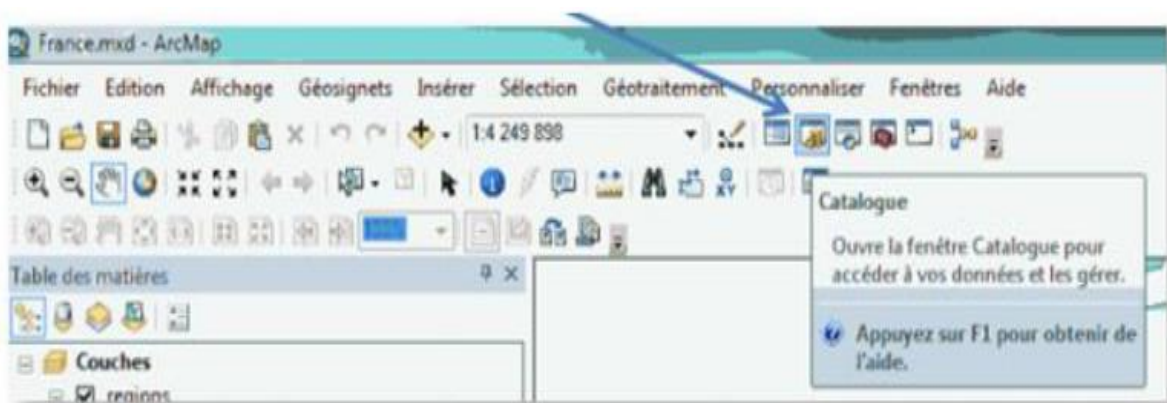 France.mxd - ArcMap
Fichier Edition Affichage Géosignets Insérer Sélection Géotraitement Personnaliser Fenêtres Aide
1:4 249 898
Catalogue
Ouvre la fenêtre Catalogue pour
accéder à vos données et les gérer.
Appuyez sur F1 pour obtenir de
l'aide.
Table des matières
Couches
regions